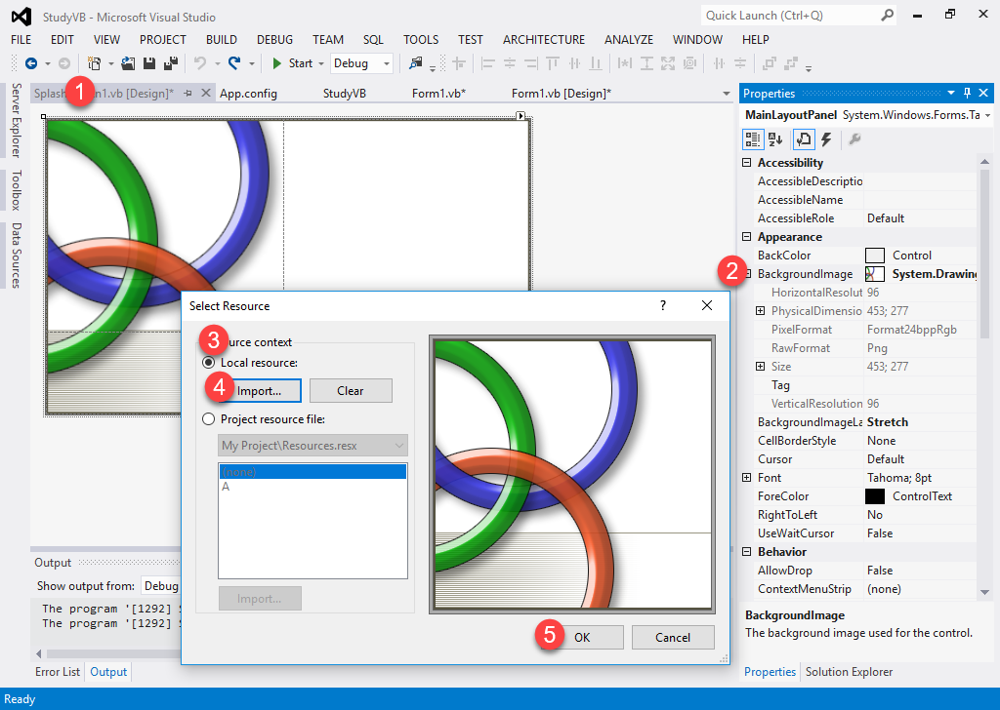 StudyVB - Microsoft Visual Studio
Quick Launch (Ctrl+Q)
FILE EDIT VIEW PROJECT BUILD DEBUG TEAM SQL TOOLS TEST ARCHITECTURE ANALYZE WINDOW HELP
Start Debug
1
Splash n1.vb [Design]* App.config StudyVB Form1.vb* Form1.vb [Design]*
Server Explorer
Toolbox
Data Sources
Properties
MainLayoutPanel System.Windows.Forms.Ta
Accessibility
AccessibleDescriptio
AccessibleName
AccessibleRole Default
Appearance
BackColor Control
2
BackgroundImage System.Drawing
HorizontalResolut 96
PhysicalDimensio 453; 277
PixelFormat Format24bppRgb
RawFormat Png
Size 453; 277
Tag
VerticalResolution 96
BackgroundImageLa Stretch
CellBorderStyle None
Cursor Default
Font Tahoma; 8pt
ForeColor ControlText
RightToLeft No
UseWaitCursor False
Behavior
AllowDrop False
ContextMenuStrip (none)
BackgroundImage
The background image used for the control.
Properties Solution Explorer
Select Resource
?
3
urce context
Local resource:
4
Import... Clear
Project resource file:
My Project\Resources.resx
(none)
A
Import...
5
OK Cancel
Output
Show output from: Debug
The program '[1292] S
The program '[1292] S
Error List Output
Ready